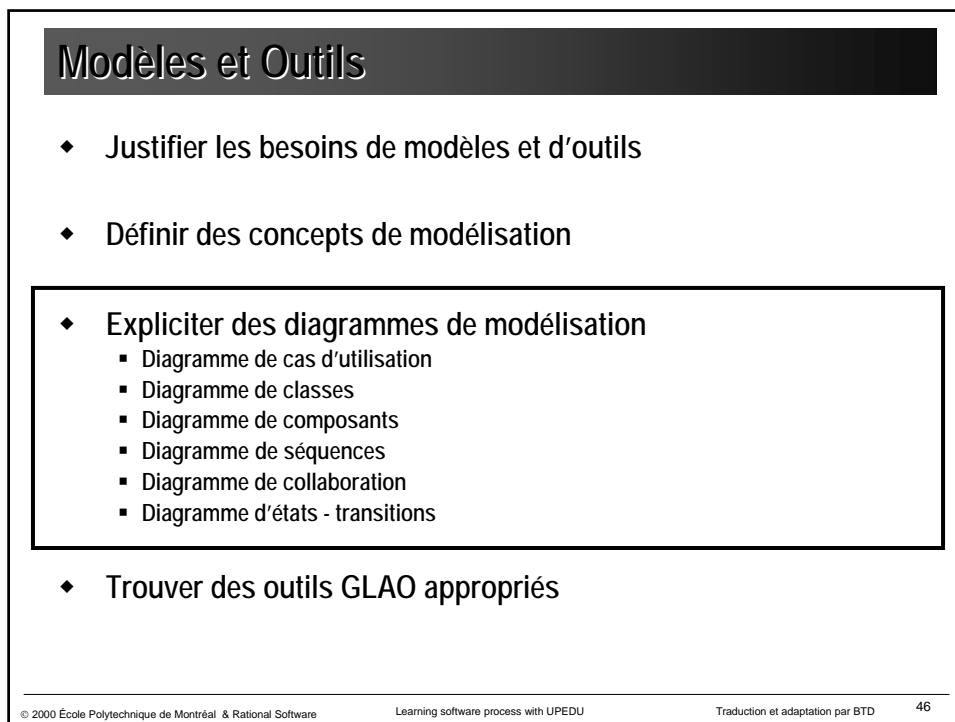 Modèles et Outils
◆ Justifier les besoins de modèles et d'outils
◆ Définir des concepts de modélisation
◆ Expliciter des diagrammes de modélisation
▪ Diagramme de cas d'utilisation
▪ Diagramme de classes
▪ Diagramme de composants
▪ Diagramme de séquences
▪ Diagramme de collaboration
▪ Diagramme d'états - transitions
◆ Trouver des outils GLAO appropriés
© 2000 École Polytechnique de Montréal & Rational Software Learning software process with UPEDU Traduction et adaptation par BTD 46